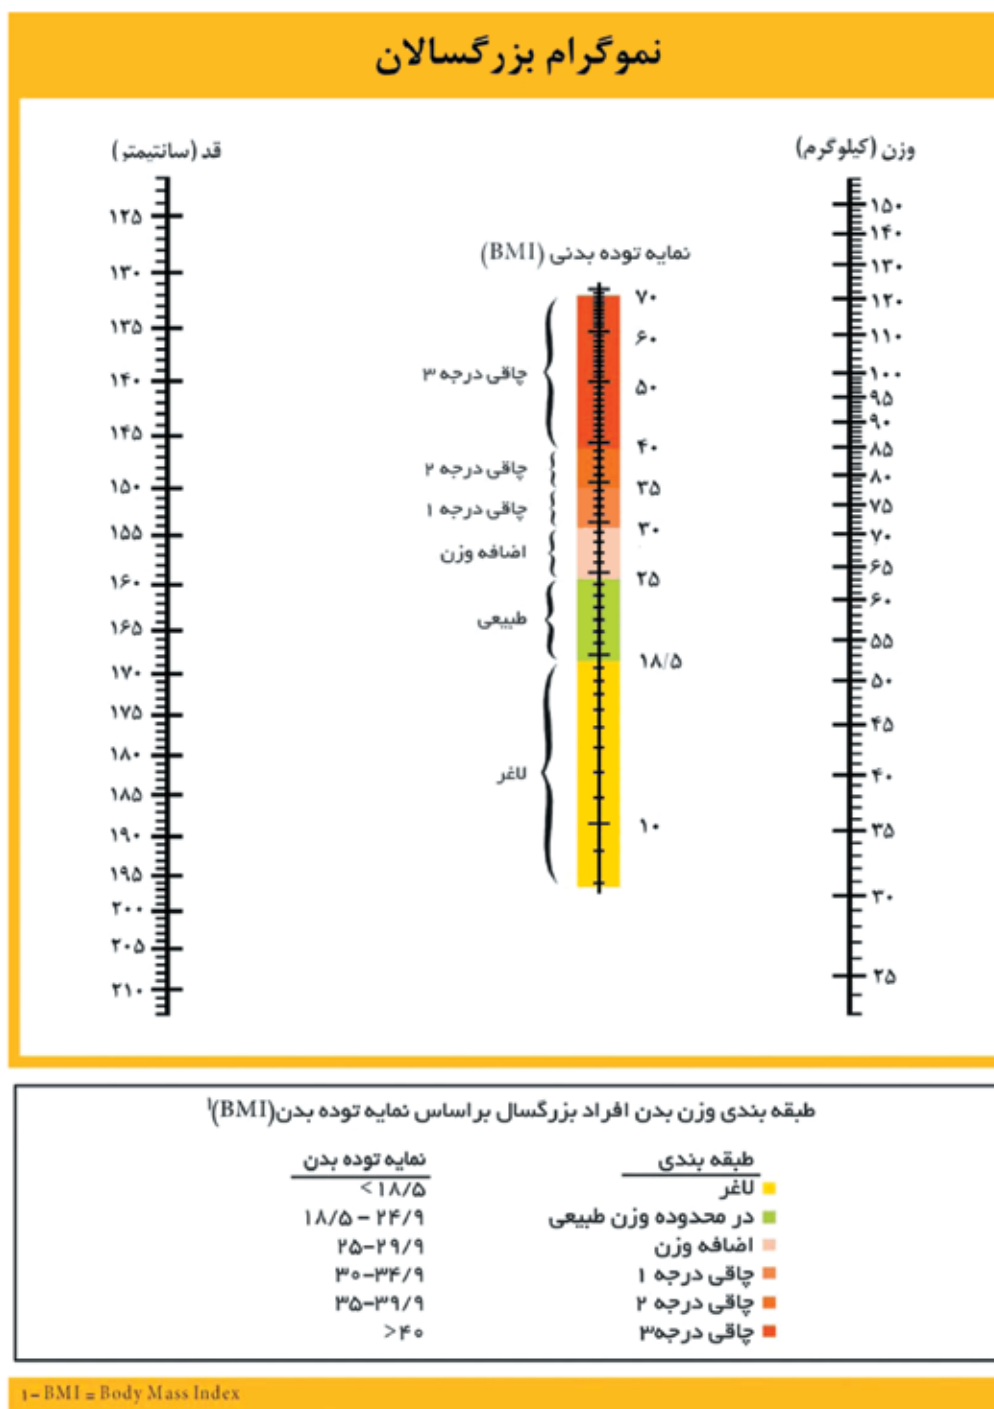 نموگرام بزرگسالان
وزن (کیلوگرم)
قد (سانتیمتر)
۱۵۰
۱۴۰
۱۳۰
۱۲۰
۱۱۰
۱۰۰
۹۵
۹۰
۸۵
۸۰
۷۵
۷۰
۶۵
۶۰
۵۵
۵۰
۴۵
۴۰
۳۵
۳۰
۲۵
نمایه توده بدنی (BMI)
۷۰
۶۰
۵۰
۴۰
۳۵
۳۰
۲۵
۱۸/۵
۱۰
چاقی درجه ۳
چاقی درجه ۲
چاقی درجه ۱
اضافه وزن
طبیعی
لاغر
۱۲۵
۱۳۰
۱۳۵
۱۴۰
۱۴۵
۱۵۰
۱۵۵
۱۶۰
۱۶۵
۱۷۰
۱۷۵
۱۸۰
۱۸۵
۱۹۰
۱۹۵
۲۰۰
۲۰۵
۲۱۰
طبقه بندی وزن بدن افراد بزرگسال براساس نمایه توده بدن(BMI)¹
طبقه بندی نمایه توده بدن
لاغر <۱۸/۵
در محدوده وزن طبیعی ۱۸/۵ – ۲۴/۹
اضافه وزن ۲۵–۲۹/۹
چاقی درجه ۱ ۳۰–۳۴/۹
چاقی درجه ۲ ۳۵–۳۹/۹
چاقی درجه۳ >۴۰
۱– BMI = Body Mass Index